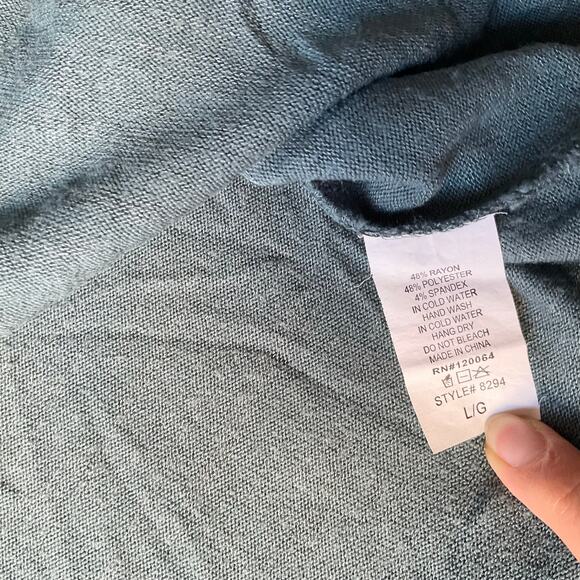 48% RAYON
48% POLYESTER
4% SPANDEX
IN COLD WATER
HAND WASH
IN COLD WATER
HANG DRY
DO NOT BLEACH
MADE IN CHINA
RN#120064
STYLE# 8294
L/G